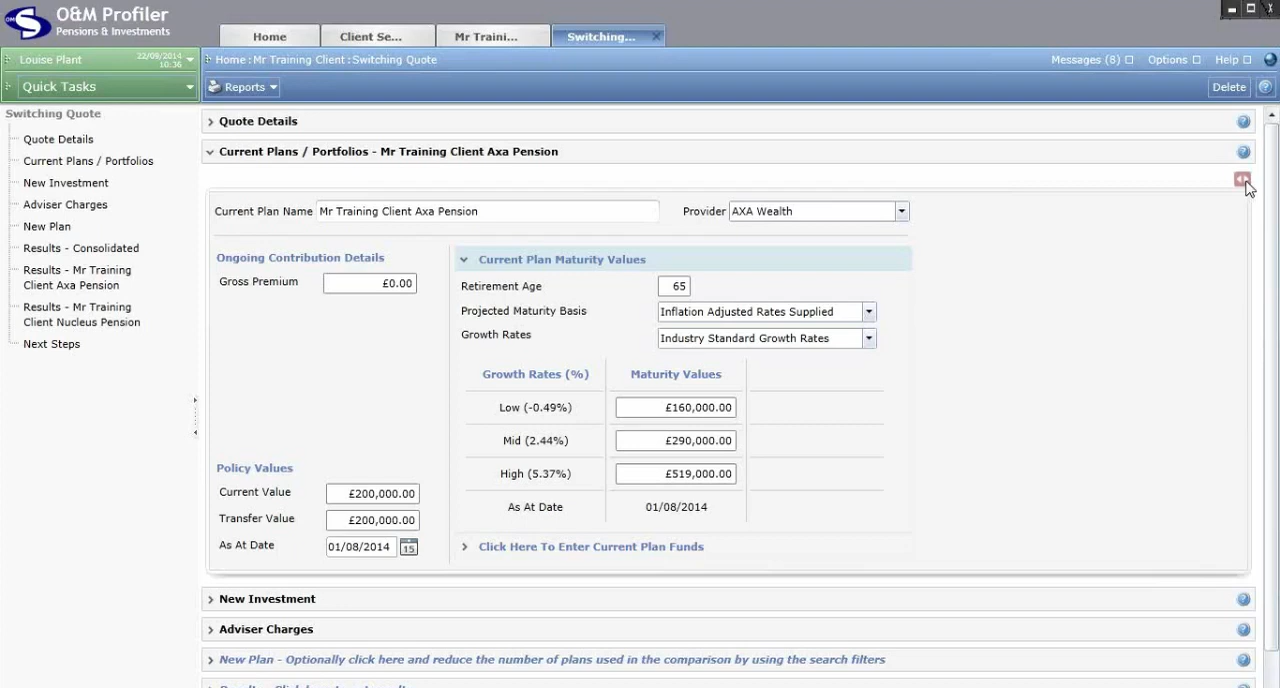 O&M Profiler
Pensions & Investments
Home
Client Se...
Mr Traini...
Switching...
Louise Plant
22/09/2014
10:36
Home : Mr Training Client : Switching Quote
Messages (8)
Options
Help
Quick Tasks
Reports
Delete
Switching Quote
Quote Details
Current Plans / Portfolios
New Investment
Adviser Charges
New Plan
Results - Consolidated
Results - Mr Training
Client Axa Pension
Results - Mr Training
Client Nucleus Pension
Next Steps
Quote Details
Current Plans / Portfolios - Mr Training Client Axa Pension
Current Plan Name Mr Training Client Axa Pension Provider AXA Wealth
Ongoing Contribution Details
Gross Premium £0.00
Current Plan Maturity Values
Retirement Age 65
Projected Maturity Basis Inflation Adjusted Rates Supplied
Growth Rates Industry Standard Growth Rates
Growth Rates (%) Maturity Values
Low (-0.49%) £160,000.00
Mid (2.44%) £290,000.00
High (5.37%) £519,000.00
As At Date 01/08/2014
Policy Values
Current Value £200,000.00
Transfer Value £200,000.00
As At Date 01/08/2014 15
Click Here To Enter Current Plan Funds
New Investment
Adviser Charges
New Plan - Optionally click here and reduce the number of plans used in the comparison by using the search filters